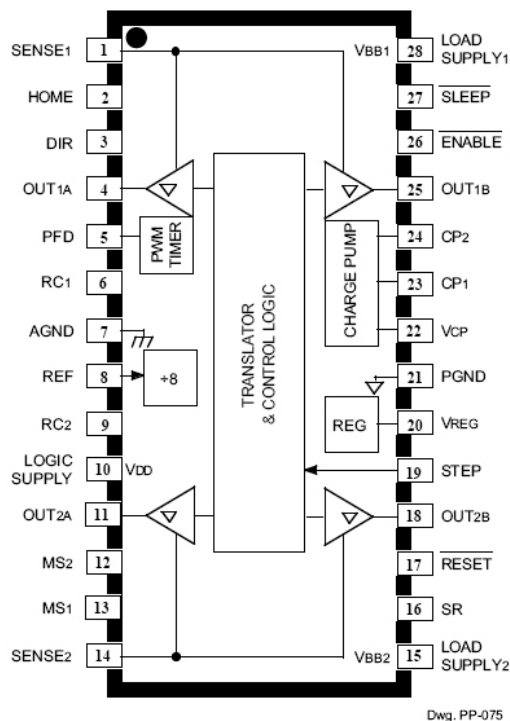 SENSE1 1
HOME 2
DIR 3
OUT1A 4
PFD 5
RC1 6
AGND 7
REF 8
RC2 9
LOGIC
SUPPLY 10 VDD
OUT2A 11
MS2 12
MS1 13
SENSE2 14
PWM
TIMER
÷8
TRANSLATOR
& CONTROL LOGIC
CHARGE PUMP
REG
VBB1 28 LOAD
SUPPLY1
27 SLEEP
26 ENABLE
25 OUT1B
24 CP2
23 CP1
22 VCP
21 PGND
20 VREG
19 STEP
18 OUT2B
17 RESET
16 SR
VBB2 15 LOAD
SUPPLY2
Dwg. PP-075